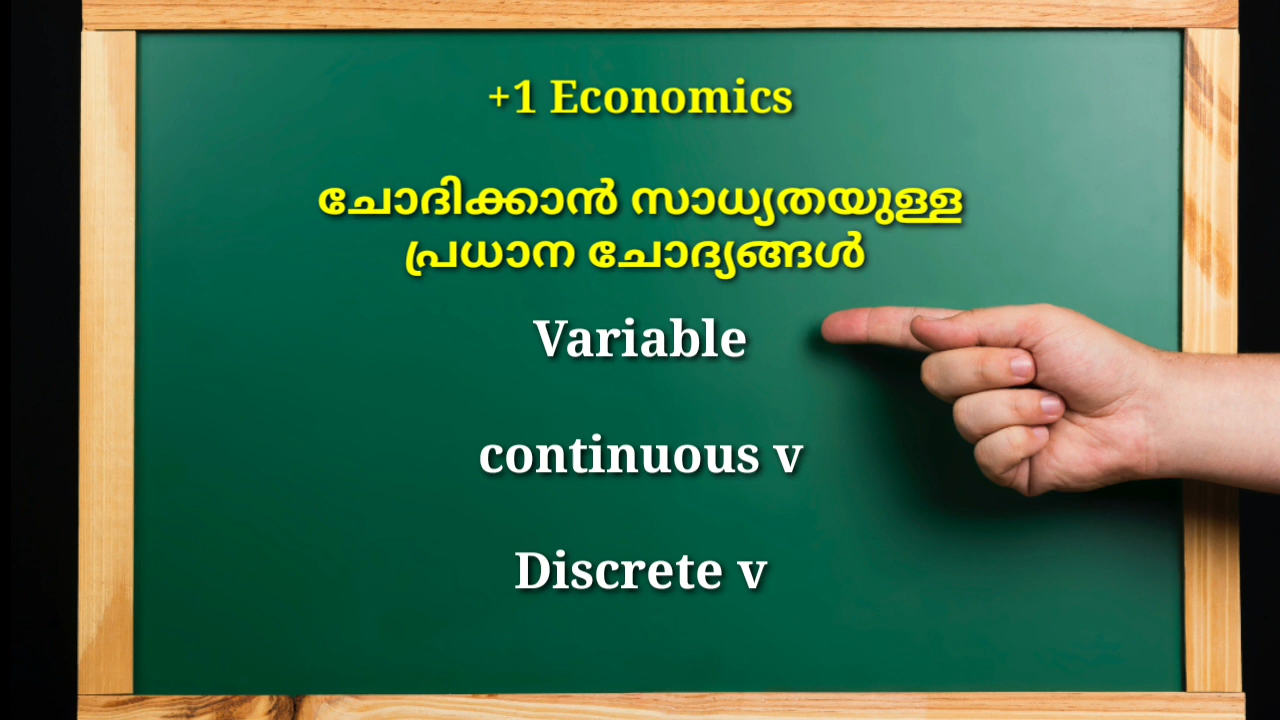 +1 Economics
ചോദിക്കാൻ സാധ്യതയുള്ള
പ്രധാന ചോദ്യങ്ങൾ
Variable
continuous v
Discrete v